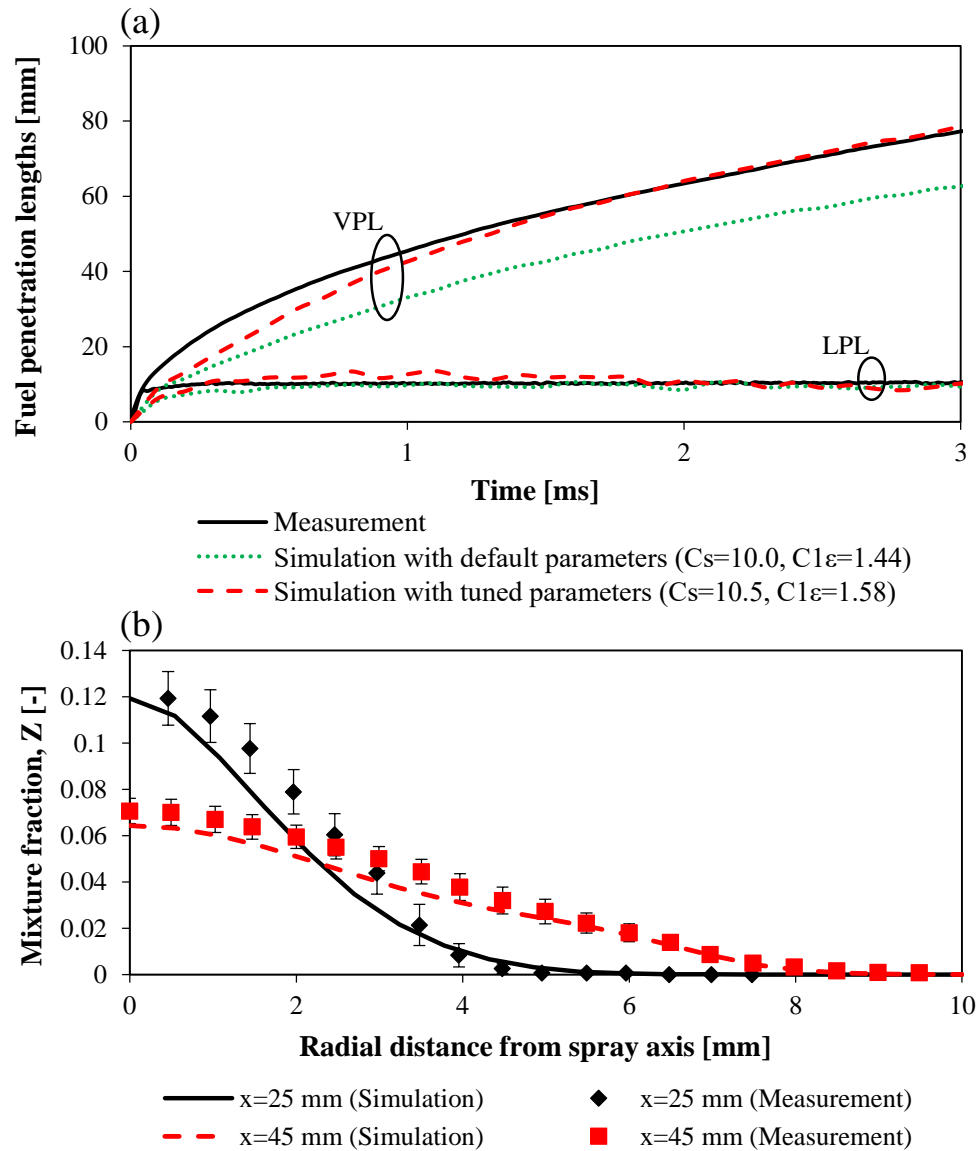 (a)
Fuel penetration lengths [mm]
100
80
60
40
20
0
VPL
LPL
0 1 2 3
Time [ms]
Measurement
Simulation with default parameters (Cs=10.0, C1ε=1.44)
Simulation with tuned parameters (Cs=10.5, C1ε=1.58)
(b)
Mixture fraction, Z [-]
0.14
0.12
0.1
0.08
0.06
0.04
0.02
0
0 2 4 6 8 10
Radial distance from spray axis [mm]
x=25 mm (Simulation) x=25 mm (Measurement)
x=45 mm (Simulation) x=45 mm (Measurement)